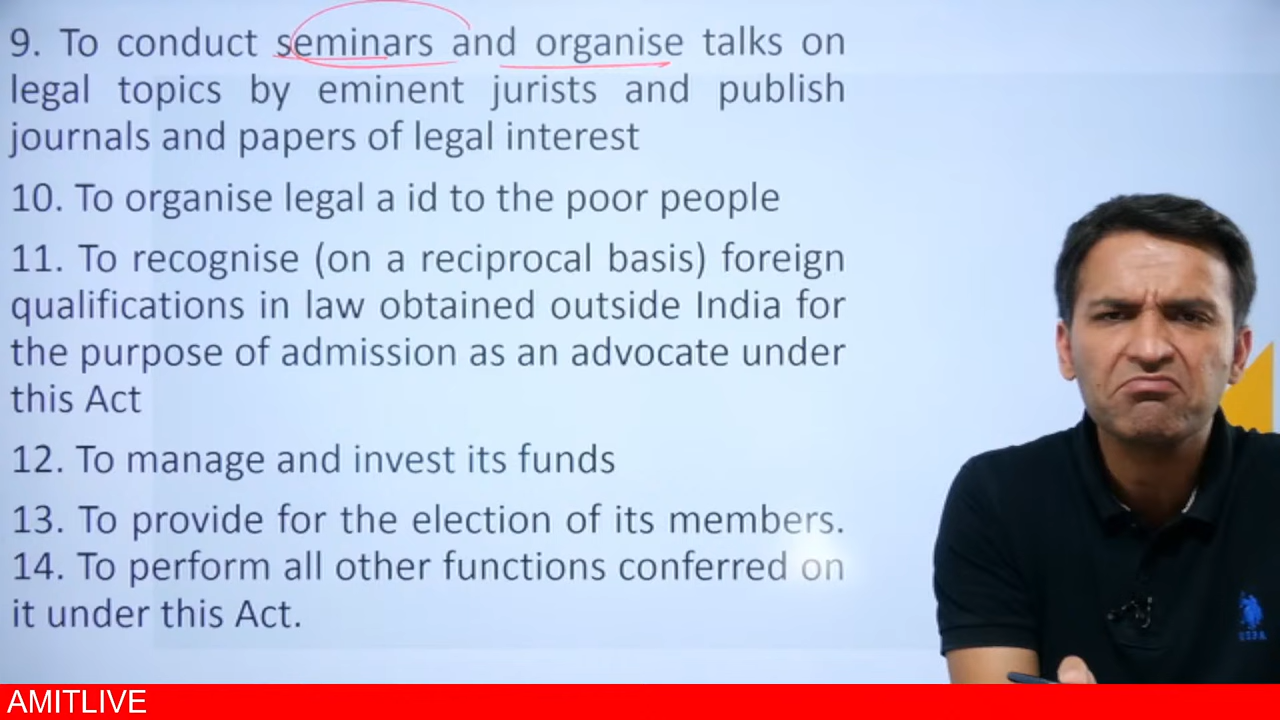 9. To conduct seminars and organise talks on
legal topics by eminent jurists and publish
journals and papers of legal interest
10. To organise legal a id to the poor people
11. To recognise (on a reciprocal basis) foreign
qualifications in law obtained outside India for
the purpose of admission as an advocate under
this Act
12. To manage and invest its funds
13. To provide for the election of its members.
14. To perform all other functions conferred on
it under this Act.
USPA
AMITLIVE